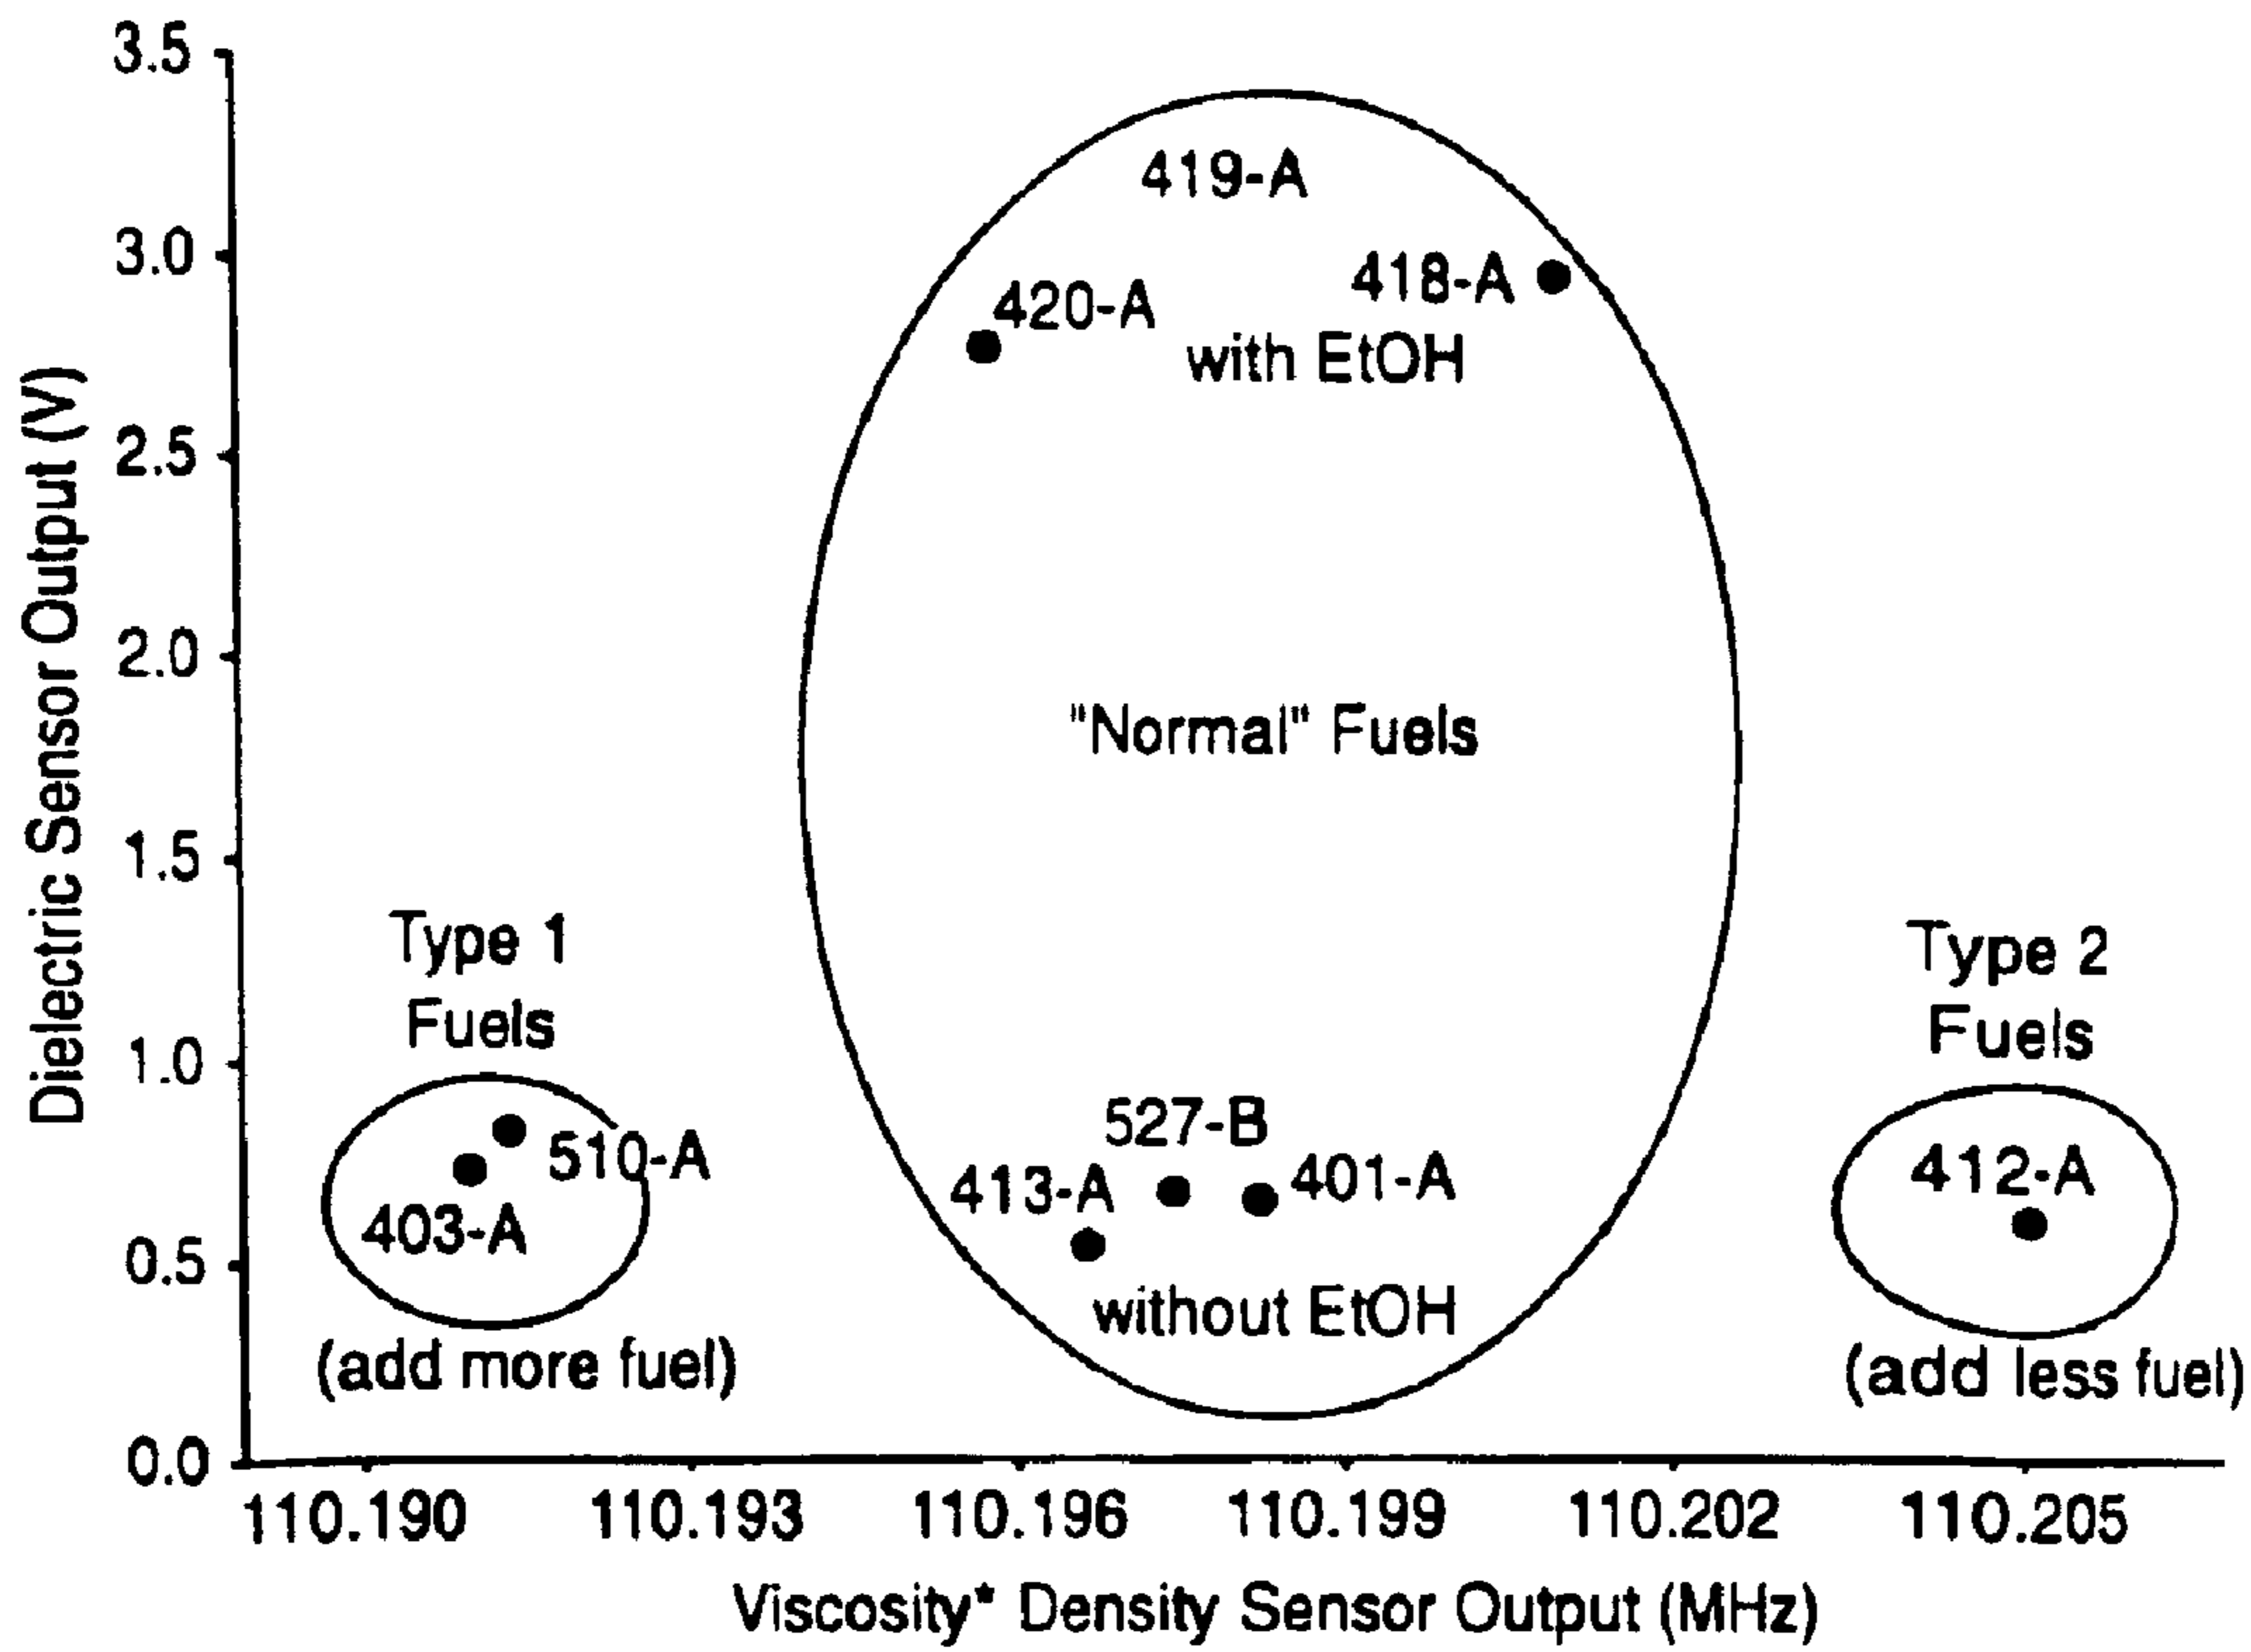 3.5
3.0
2.5
2.0
1.5
1.0
0.5
0.0
Dielectric Sensor Output (V)
419-A
418-A
420-A
with EtOH
"Normal" Fuels
Type 1
Fuels
510-A
403-A
(add more fuel)
527-B
413-A
401-A
without EtOH
Type 2
Fuels
412-A
(add less fuel)
110.190 110.193 110.196 110.199 110.202 110.205
Viscosity* Density Sensor Output (MHz)